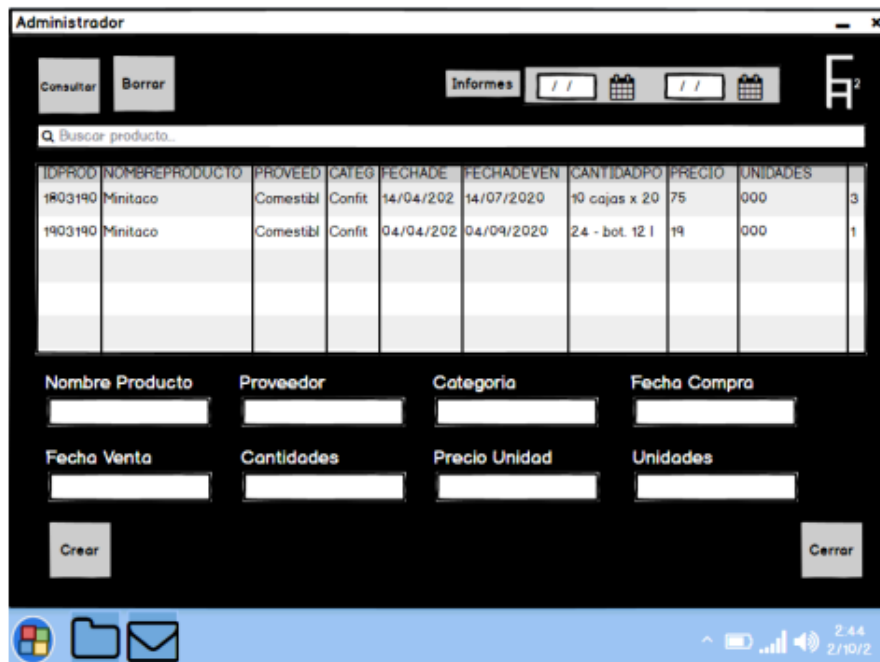 Administrador
Consultar Borrar Informes / / / /
Buscar producto..
IDPROD NOMBREPRODUCTO PROVEED CATEG FECHADE FECHADEVEN CANTIDADPO PRECIO UNIDADES
1803190 Minitaco Comestibl Confit 14/04/202 14/07/2020 10 cajas x 20 75 000 3
1903190 Minitaco Comestibl Confit 04/04/202 04/09/2020 24 - bot. 12 l 19 000 1
Nombre Producto Proveedor Categoria Fecha Compra
Fecha Venta Cantidades Precio Unidad Unidades
Crear Cerrar
2:44
2/10/2